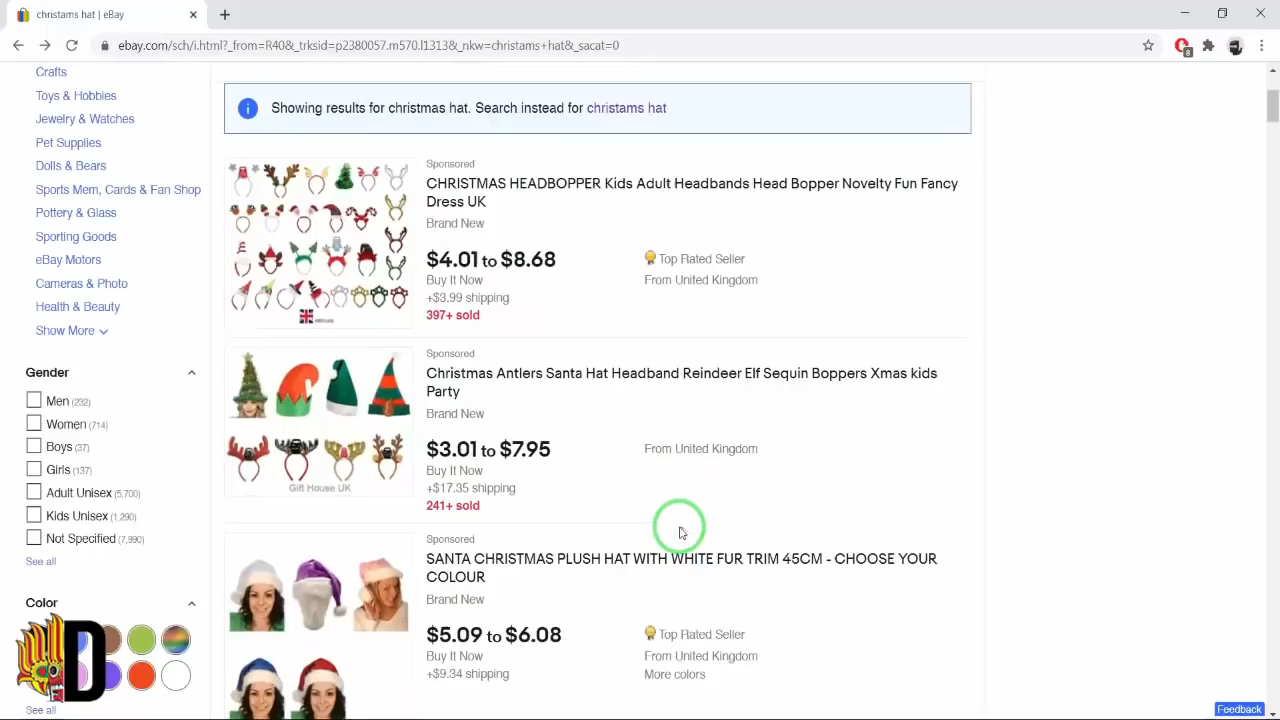 christams hat | eBay
ebay.com/sch/i.html?_from=R40&_trksid=p2380057.m570.l1313&_nkw=christams+hat&_sacat=0
8
Crafts
Toys & Hobbies
Jewelry & Watches
Pet Supplies
Dolls & Bears
Sports Mem, Cards & Fan Shop
Pottery & Glass
Sporting Goods
eBay Motors
Cameras & Photo
Health & Beauty
Show More
Gender
Men (232)
Women (714)
Boys (37)
Girls (137)
Adult Unisex (5,700)
Kids Unisex (1,290)
Not Specified (7,990)
See all
Color
See all
Showing results for christmas hat. Search instead for christams hat
Sponsored
CHRISTMAS HEADBOPPER Kids Adult Headbands Head Bopper Novelty Fun Fancy
Dress UK
Brand New
$4.01 to $8.68
Top Rated Seller
Buy It Now
From United Kingdom
+$3.99 shipping
397+ sold
Sponsored
Christmas Antlers Santa Hat Headband Reindeer Elf Sequin Boppers Xmas kids
Party
Brand New
$3.01 to $7.95
From United Kingdom
Buy It Now
+$17.35 shipping
241+ sold
Gift House UK
Sponsored
SANTA CHRISTMAS PLUSH HAT WITH WHITE FUR TRIM 45CM - CHOOSE YOUR
COLOUR
Brand New
$5.09 to $6.08
Top Rated Seller
Buy It Now
From United Kingdom
+$9.34 shipping
More colors
D
Feedback